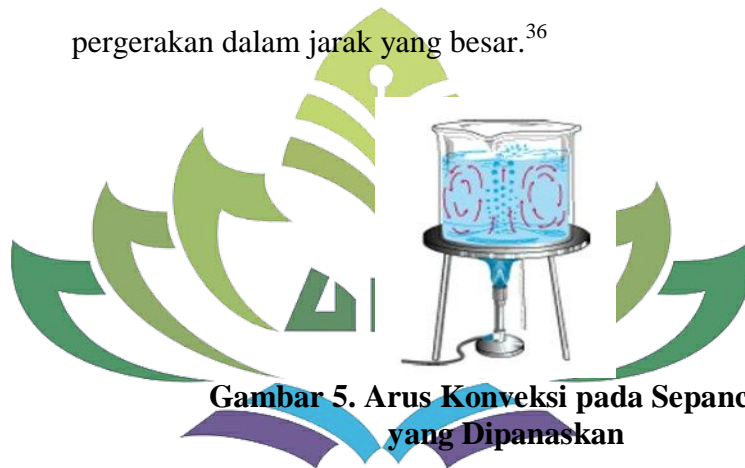 pergerakan dalam jarak yang besar.³⁶
Gambar 5. Arus Konveksi pada Sepanc
yang Dipanaskan